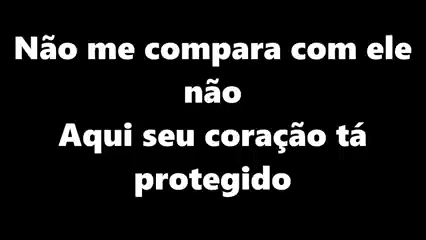 Não me compara com ele
não
Aqui seu coração tá
protegido